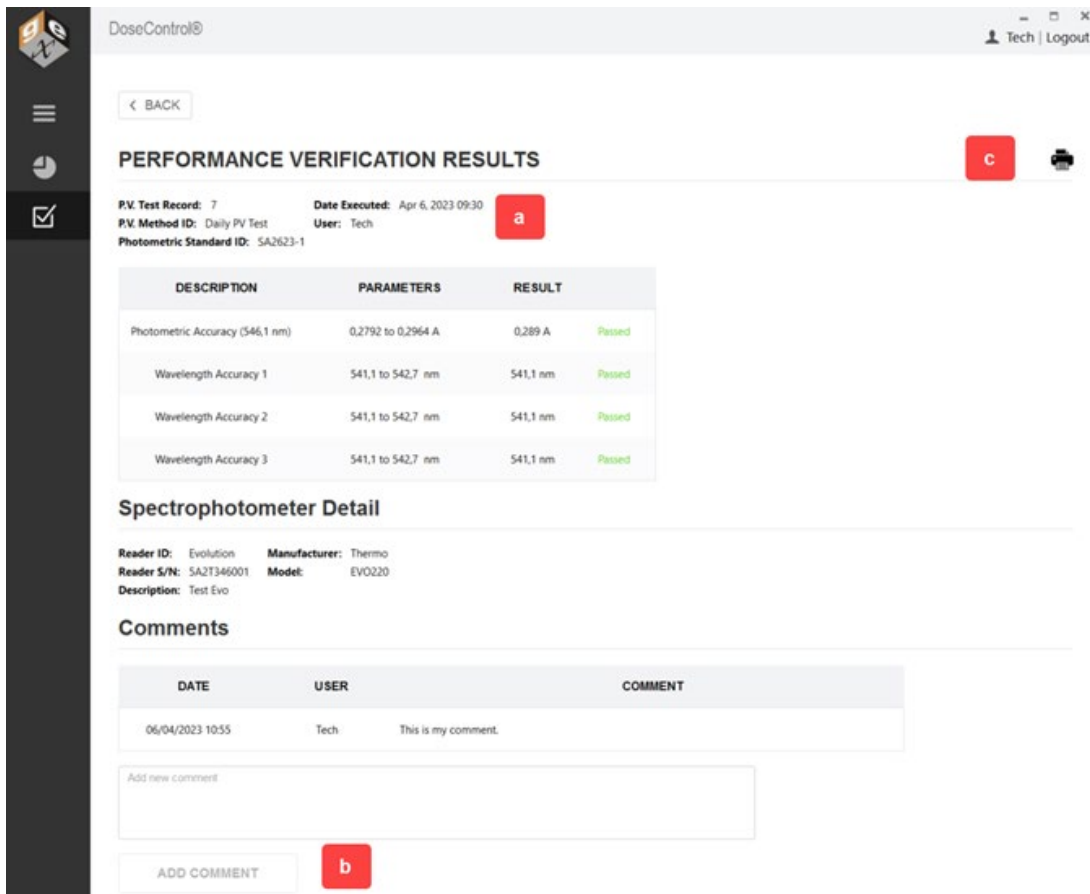 gex
DoseControl®
Tech | Logout
BACK
PERFORMANCE VERIFICATION RESULTS
c
P.V. Test Record: 7 Date Executed: Apr 6, 2023 09:30
P.V. Method ID: Daily PV Test User: Tech
a
Photometric Standard ID: SA2623-1
DESCRIPTION PARAMETERS RESULT
Photometric Accuracy (546,1 nm) 0,2792 to 0,2964 A 0,289 A Passed
Wavelength Accuracy 1 541,1 to 542,7 nm 541,1 nm Passed
Wavelength Accuracy 2 541,1 to 542,7 nm 541,1 nm Passed
Wavelength Accuracy 3 541,1 to 542,7 nm 541,1 nm Passed
Spectrophotometer Detail
Reader ID: Evolution Manufacturer: Thermo
Reader S/N: 5A2T346001 Model: EVO220
Description: Test Evo
Comments
DATE USER COMMENT
06/04/2023 10:55 Tech This is my comment.
Add new comment
ADD COMMENT
b